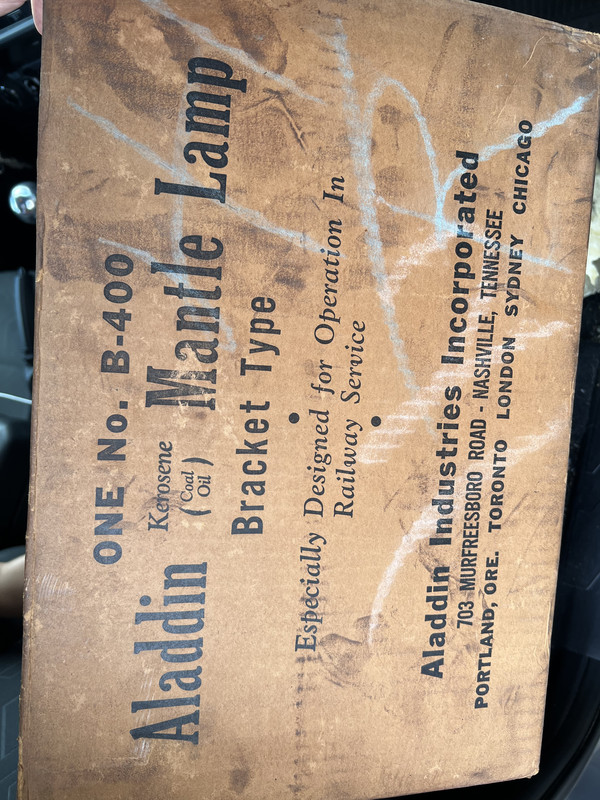 ONE No. B-400
Aladdin Kerosene (Coal Oil) Mantle Lamp
Bracket Type
Especially Designed for Operation In
Railway Service
Aladdin Industries Incorporated
703 MURFREESBORO ROAD - NASHVILLE, TENNESSEE
PORTLAND, ORE. TORONTO LONDON SYDNEY CHICAGO